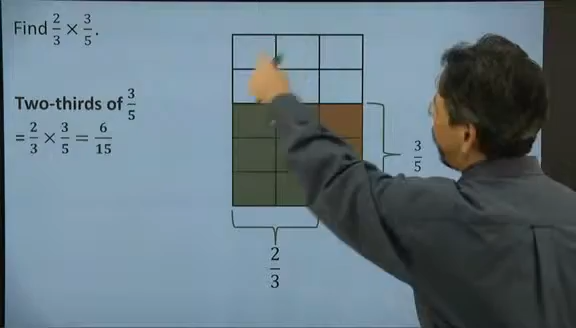 Find 2/3 × 3/5.
Two-thirds of 3/5
= 2/3 × 3/5 = 6/15
3/5
2/3